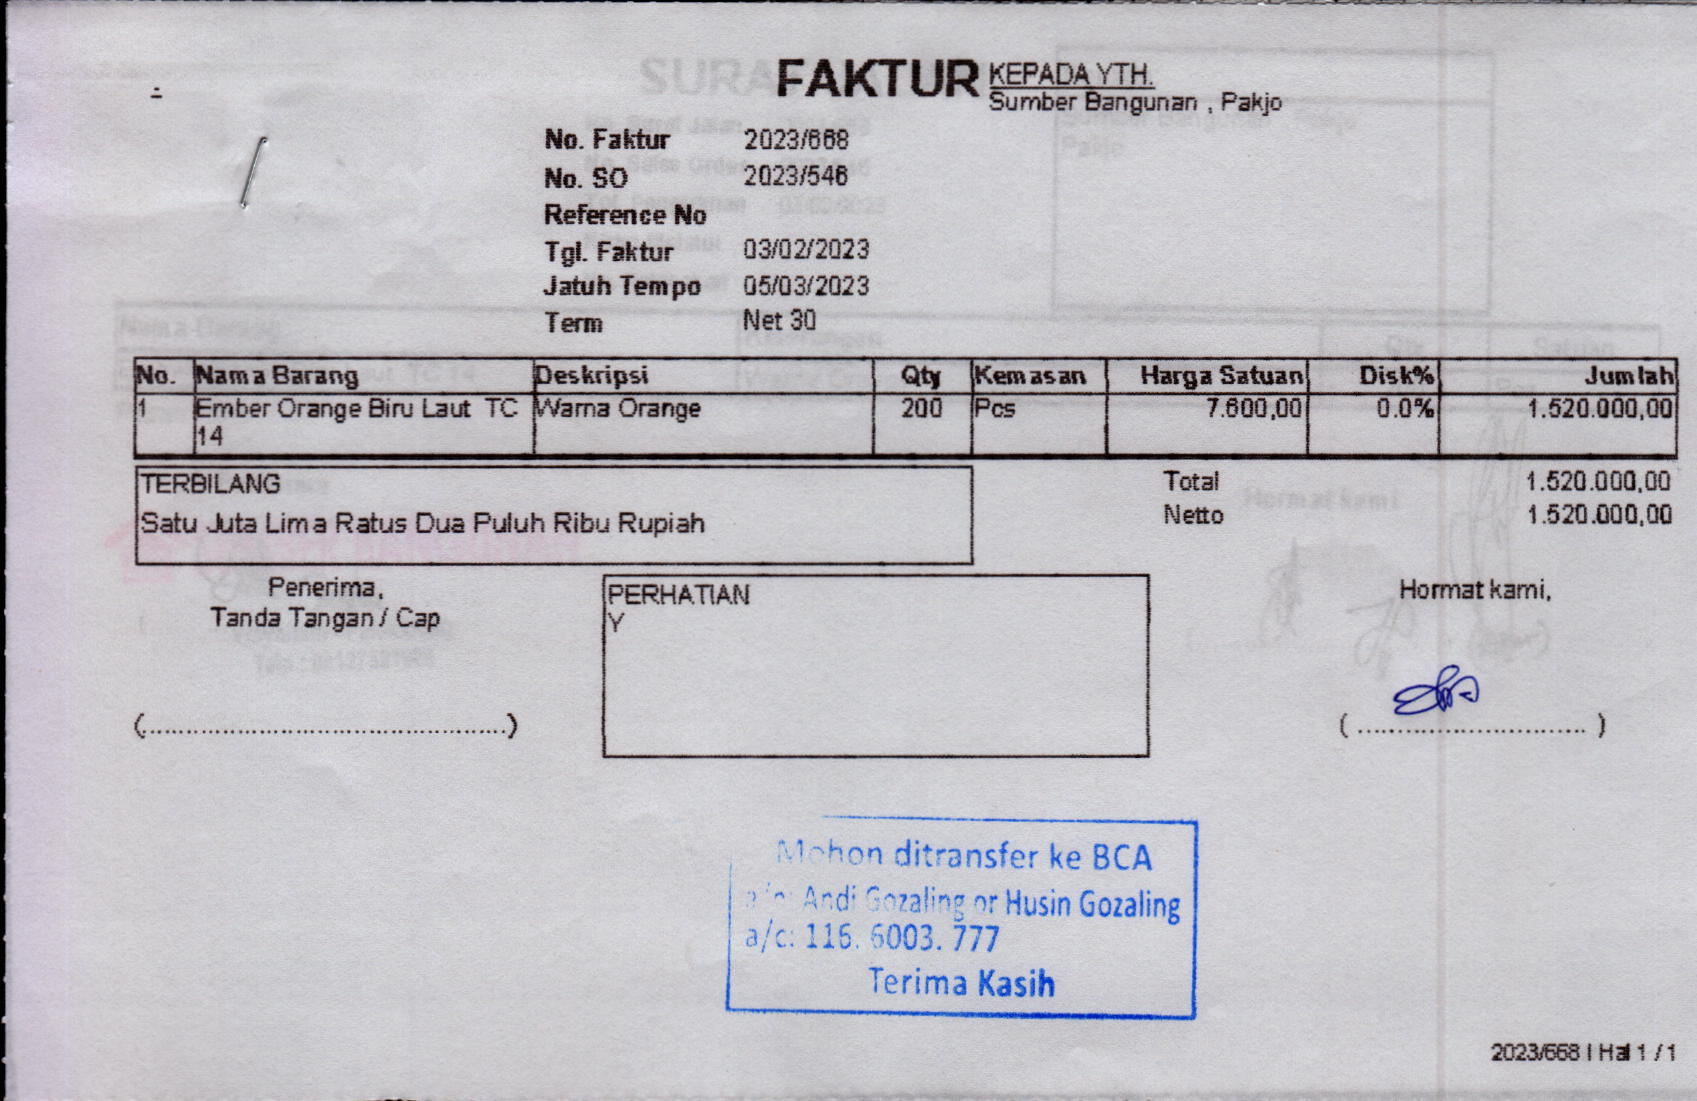 FAKTUR
KEPADA YTH.
Sumber Bangunan , Pakjo
No. Faktur 2023/668
No. SO 2023/546
Reference No
Tgl. Faktur 03/02/2023
Jatuh Tempo 05/03/2023
Term Net 30
No. Nama Barang Deskripsi Qty Kemasan Harga Satuan Disk% Jumlah
1 Ember Orange Biru Laut TC Warna Orange 200 Pcs 7.600,00 0.0% 1.520.000,00
14
TERBILANG
Satu Juta Lima Ratus Dua Puluh Ribu Rupiah
Total 1.520.000,00
Netto 1.520.000,00
Penerima,
Tanda Tangan / Cap
(................................................)
PERHATIAN
Y
Hormat kami,
( ............................. )
Mohon ditransfer ke BCA
a/n: Andi Gozaling or Husin Gozaling
a/c: 116. 6003. 777
Terima Kasih
2023/668 | Hal 1 / 1